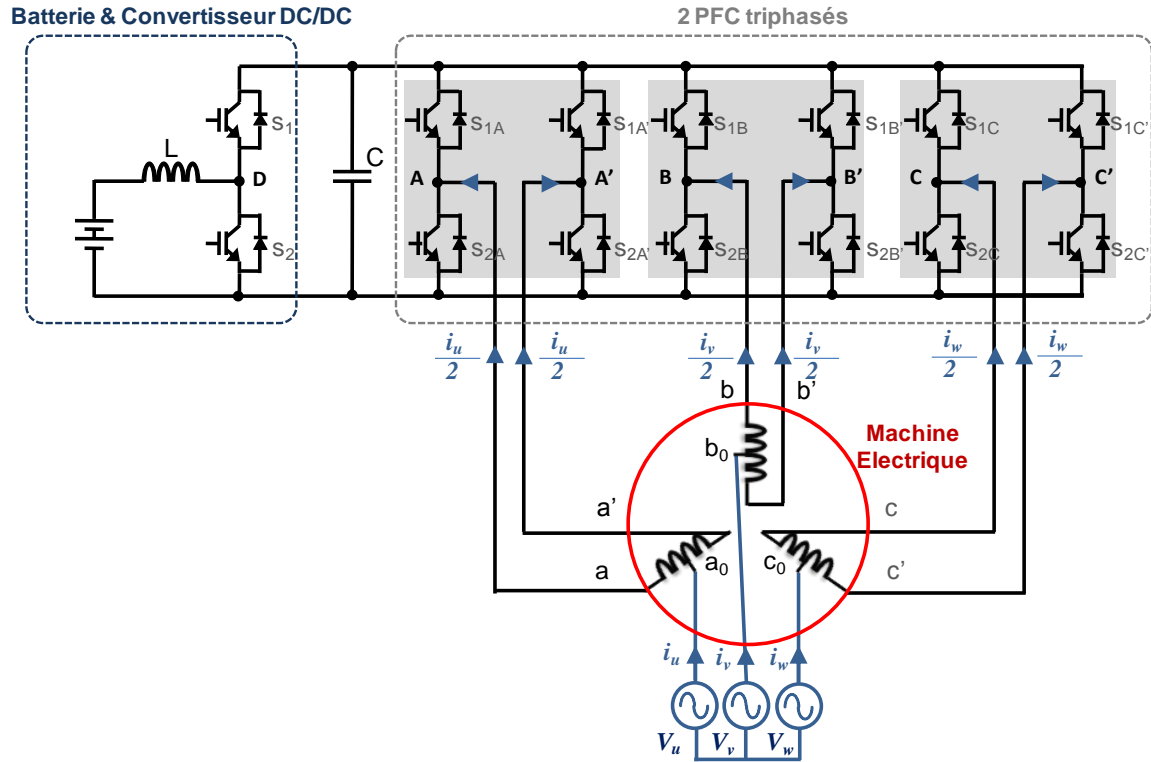 Batterie & Convertisseur DC/DC
2 PFC triphasés
S1 S1A S1A' S1B S1B' S1C S1C'
L D C A A' B B' C C'
S2 S2A S2A' S2B S2B' S2C S2C'
iu/2 iu/2 iv/2 iv/2 iw/2 iw/2
b b'
Machine
Electrique
b0
a' c
a a0 c0 c'
iu iv iw
Vu Vv Vw